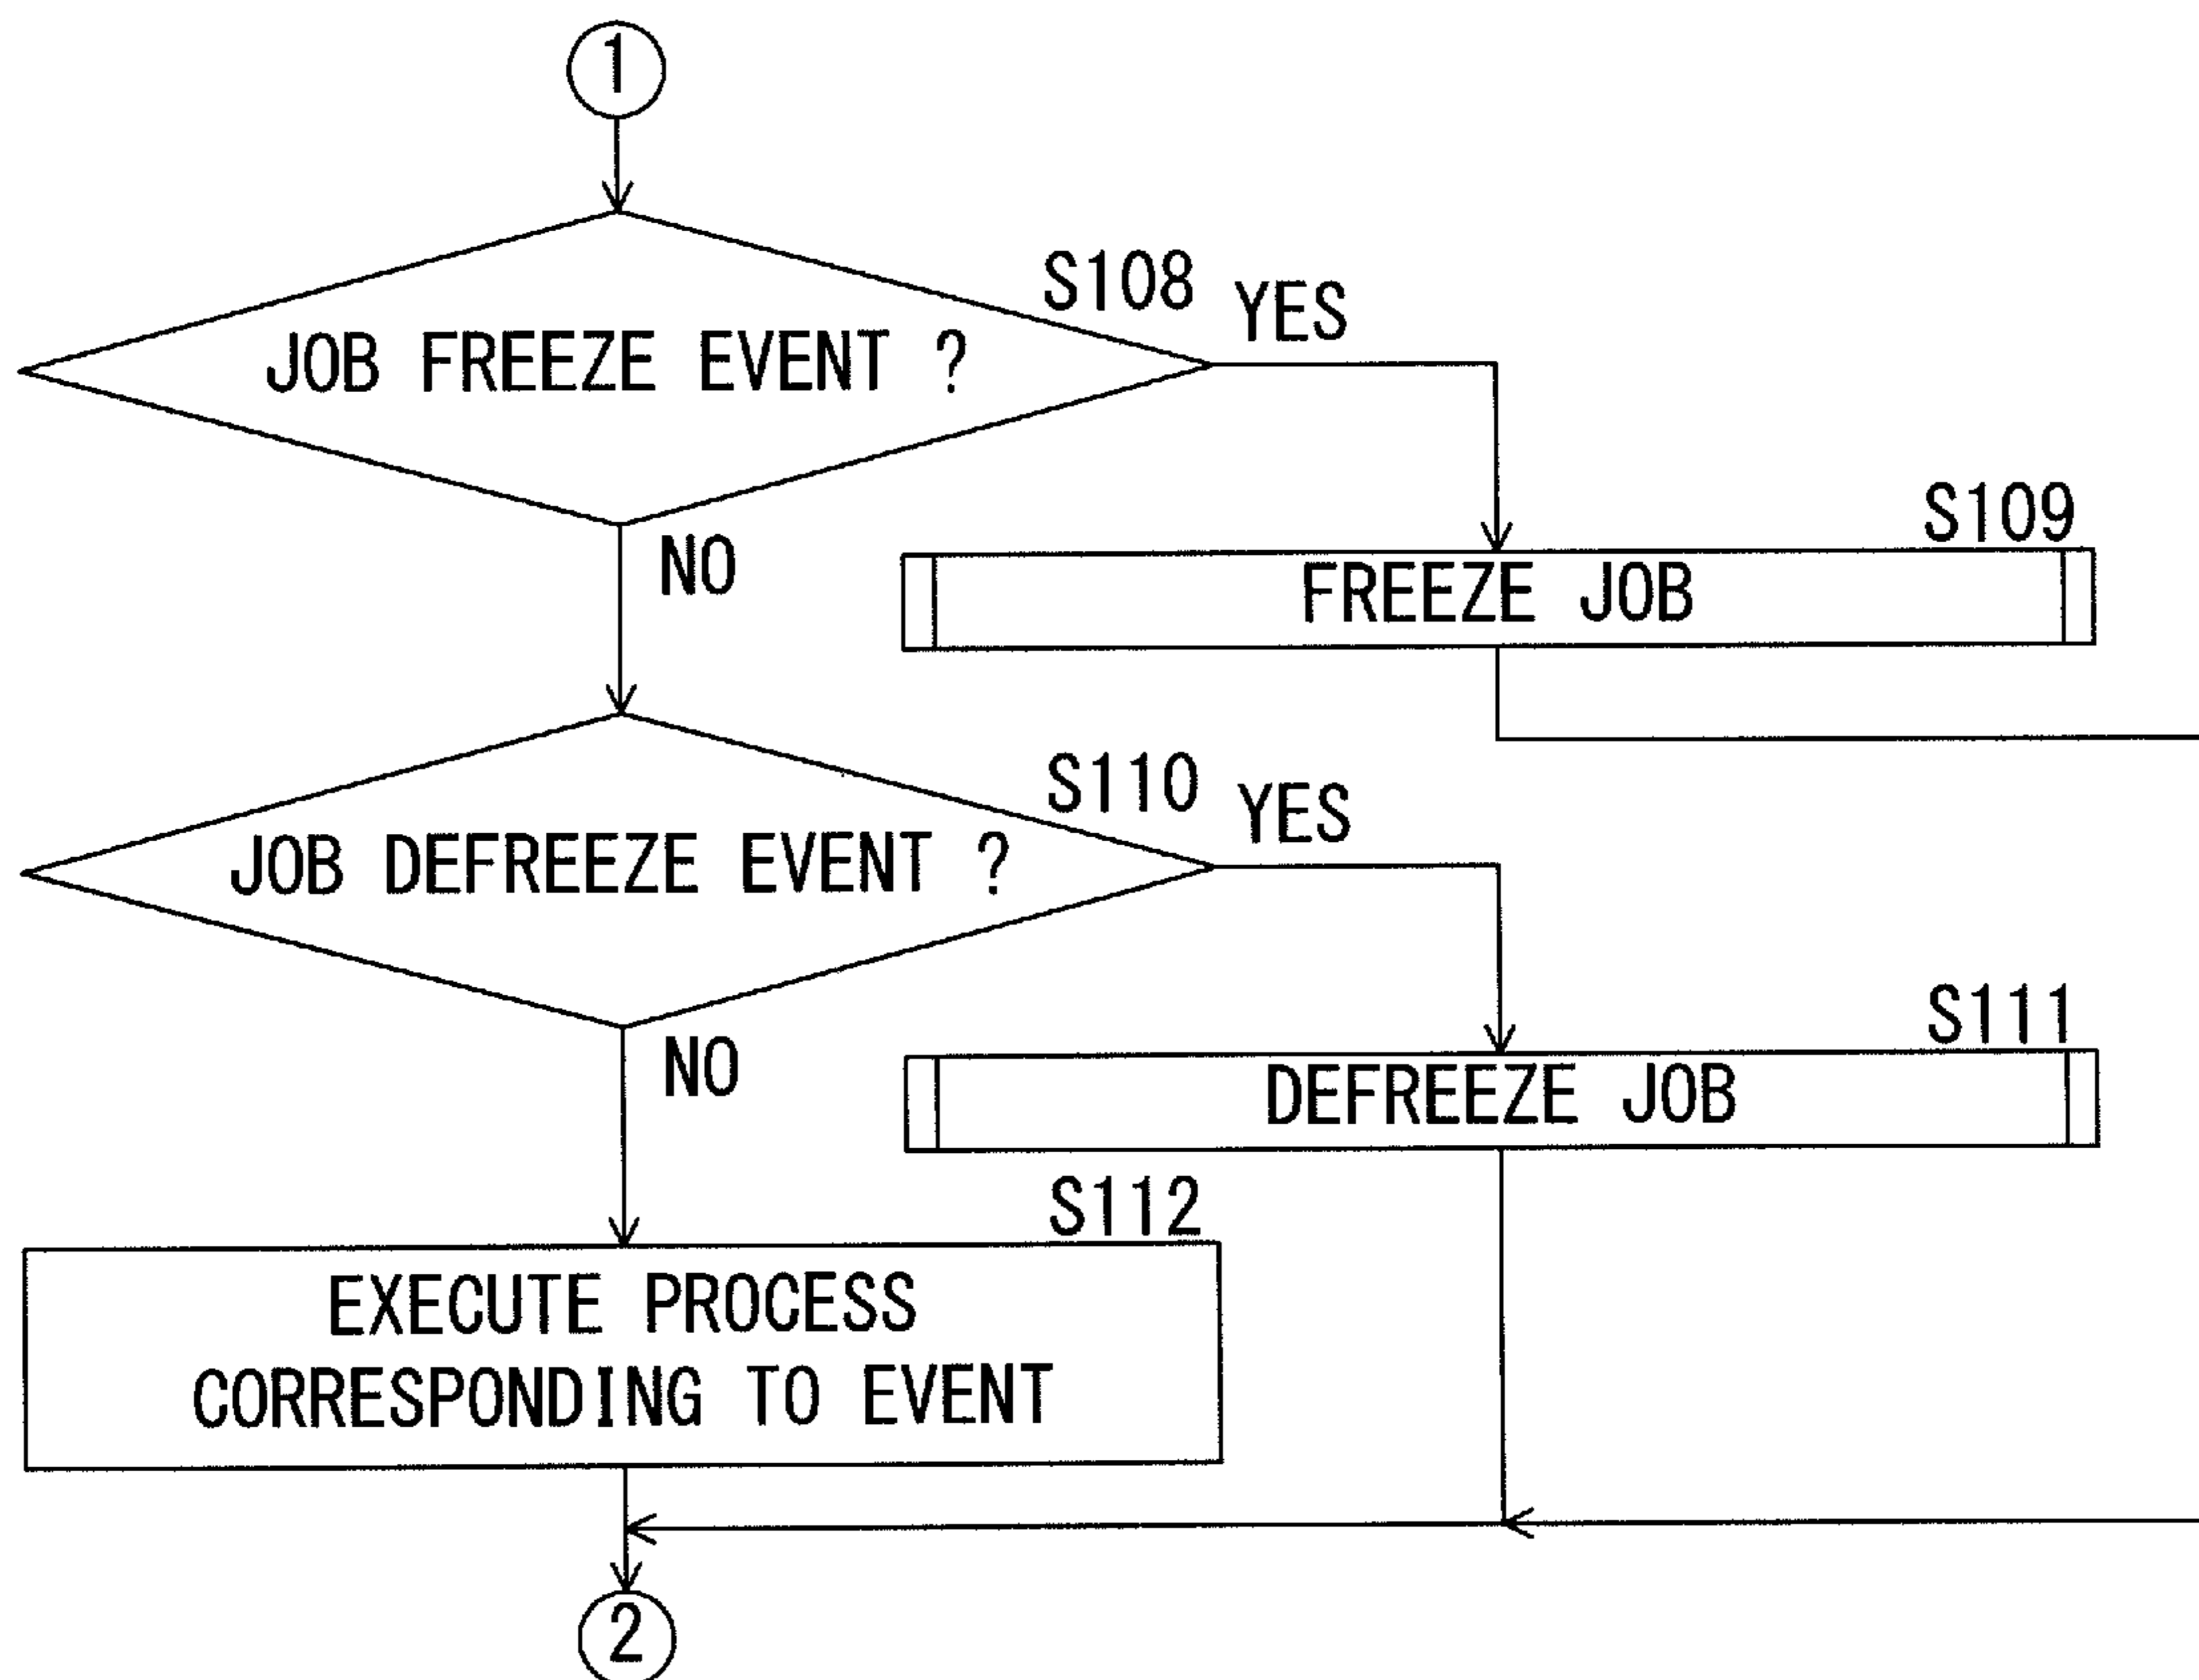 1
S108
YES
JOB FREEZE EVENT ?
S109
NO
FREEZE JOB
S110
YES
JOB DEFREEZE EVENT ?
S111
NO
DEFREEZE JOB
S112
EXECUTE PROCESS
CORRESPONDING TO EVENT
2